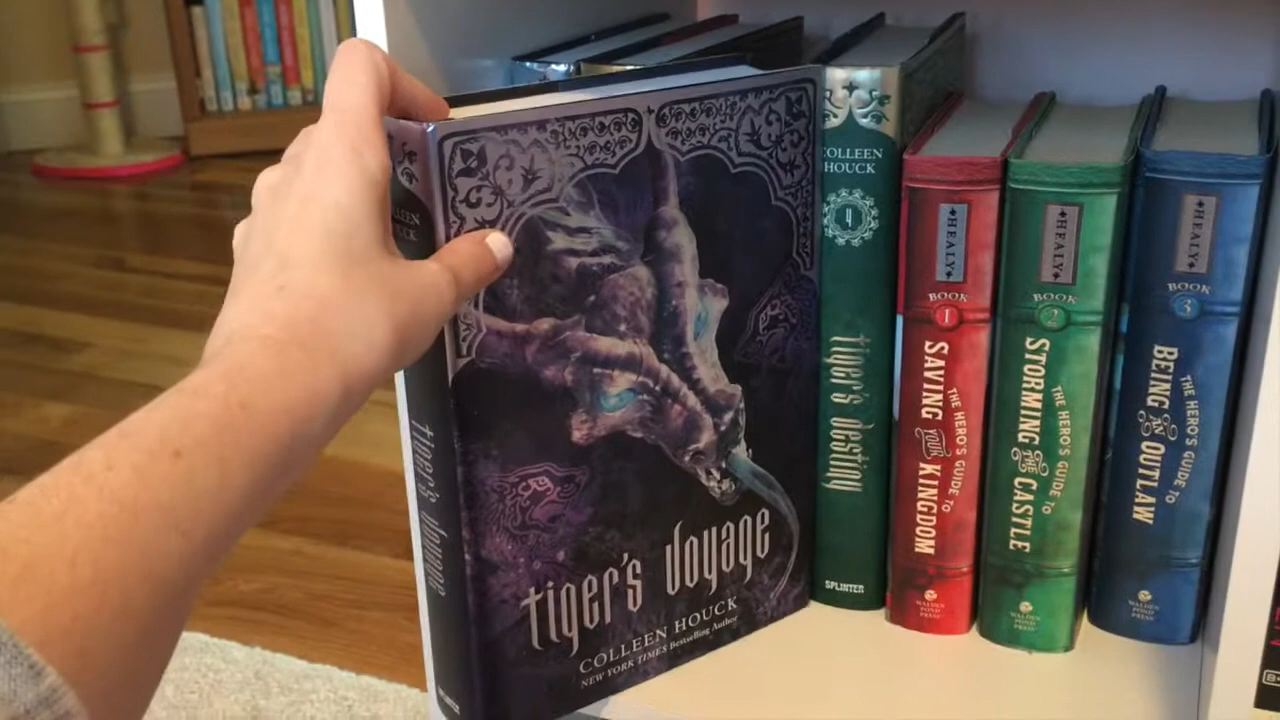 tiger's voyage
COLLEEN HOUCK
NEW YORK TIMES Bestselling Author
tiger's voyage
SPLINTER
COLLEEN
HOUCK
4
tiger's destiny
SPLINTER
HEALY
BOOK
1
THE HERO'S GUIDE TO
SAVING YOUR KINGDOM
WALDEN
POND
PRESS
HEALY
BOOK
2
THE HERO'S GUIDE TO
STORMING THE CASTLE
WALDEN
POND
PRESS
HEALY
BOOK
3
THE HERO'S GUIDE TO
BEING AN OUTLAW
WALDEN
POND
PRESS